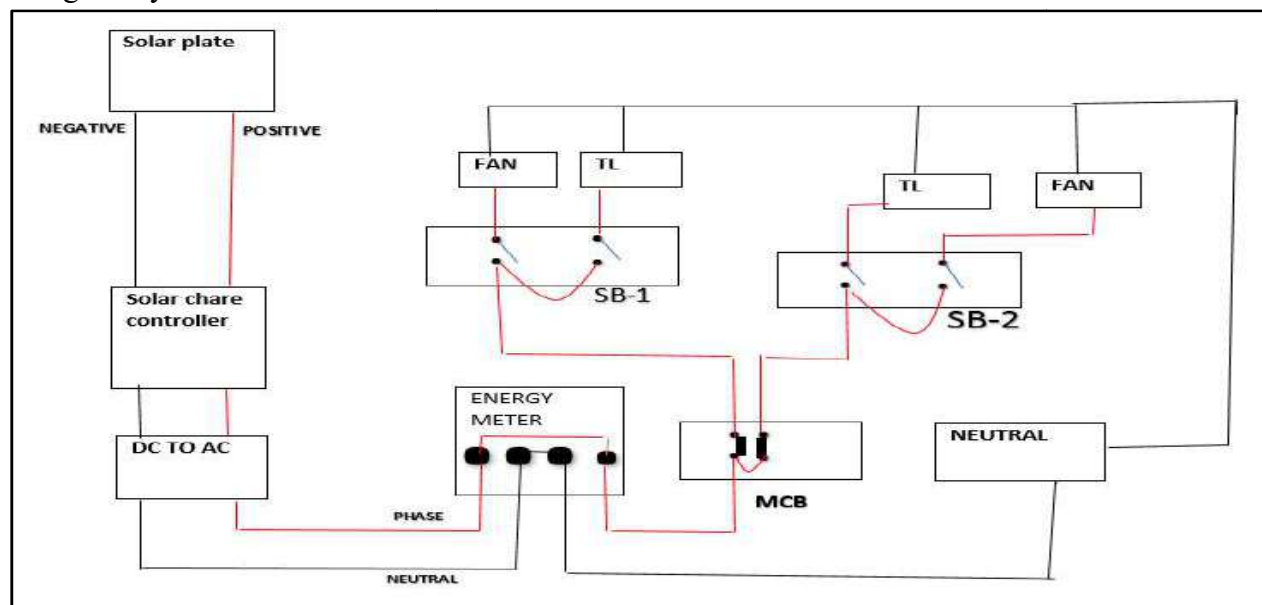 Solar plate
NEGATIVE
POSITIVE
FAN
TL
TL
FAN
SB-1
SB-2
Solar chare
controller
ENERGY
METER
DC TO AC
NEUTRAL
MCB
PHASE
NEUTRAL